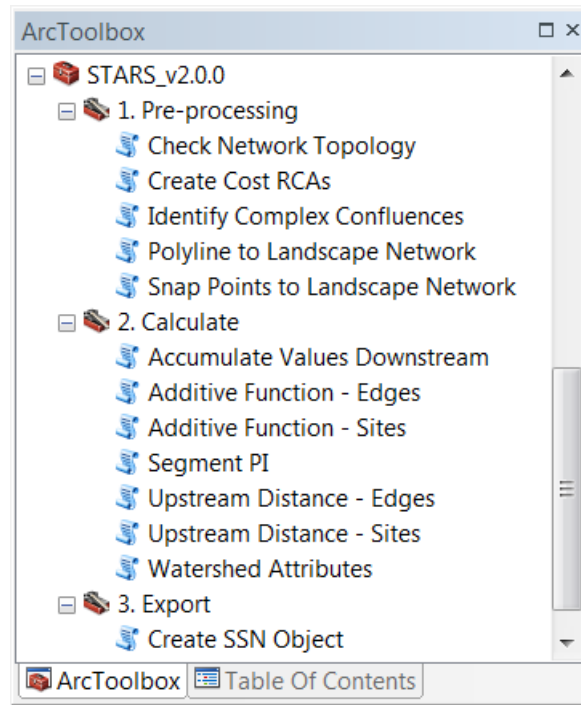 ArcToolbox
STARS_v2.0.0
1. Pre-processing
Check Network Topology
Create Cost RCAs
Identify Complex Confluences
Polyline to Landscape Network
Snap Points to Landscape Network
2. Calculate
Accumulate Values Downstream
Additive Function - Edges
Additive Function - Sites
Segment PI
Upstream Distance - Edges
Upstream Distance - Sites
Watershed Attributes
3. Export
Create SSN Object
ArcToolbox Table Of Contents